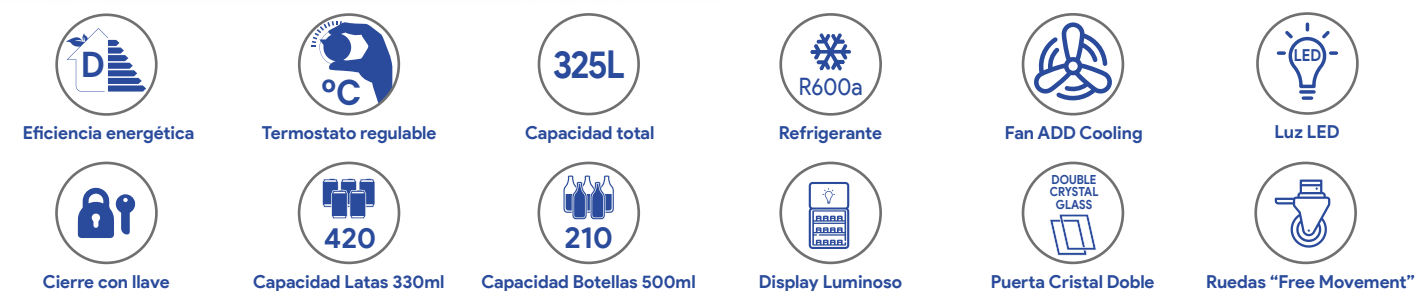 D
°C
325L
R600a
LED
Eficiencia energética
Termostato regulable
Capacidad total
Refrigerante
Fan ADD Cooling
Luz LED
420
210
DOUBLE
CRYSTAL
GLASS
Cierre con llave
Capacidad Latas 330ml
Capacidad Botellas 500ml
Display Luminoso
Puerta Cristal Doble
Ruedas “Free Movement”